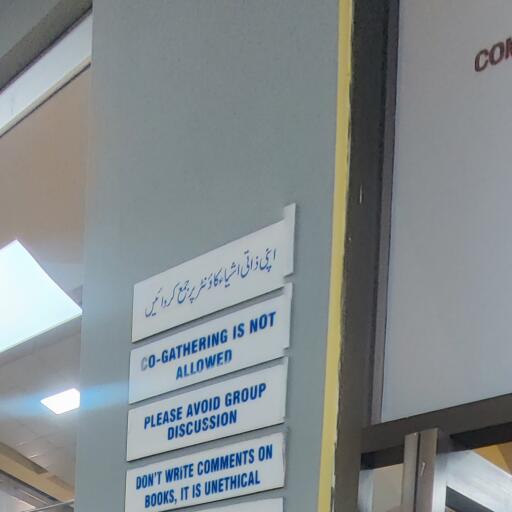 اپنی ذاتی اشیاء کاؤنٹر پر جمع کروائیں
CO-GATHERING IS NOT
ALLOWED
PLEASE AVOID GROUP
DISCUSSION
DON'T WRITE COMMENTS ON
BOOKS, IT IS UNETHICAL